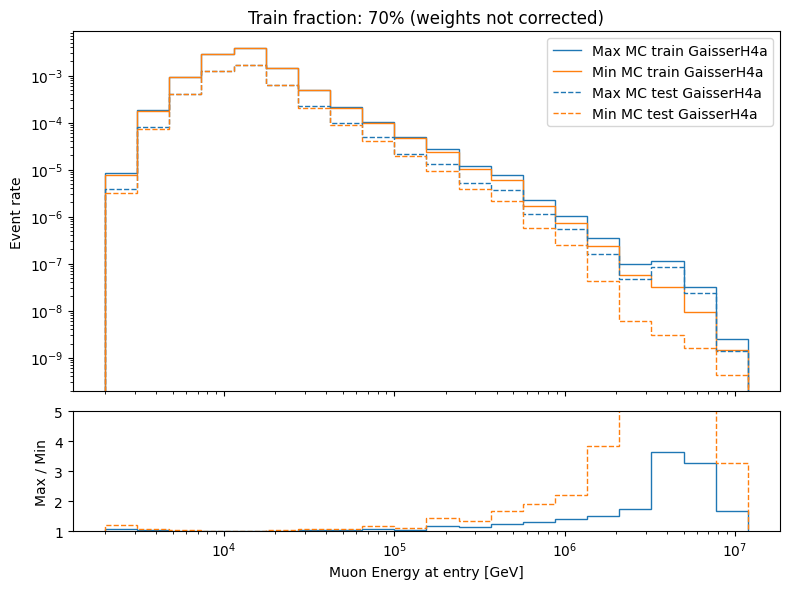 Train fraction: 70% (weights not corrected)
Max MC train GaisserH4a
Min MC train GaisserH4a
Max MC test GaisserH4a
Min MC test GaisserH4a
Event rate
10⁻³
10⁻⁴
10⁻⁵
10⁻⁶
10⁻⁷
10⁻⁸
10⁻⁹
Max / Min
5
4
3
2
1
10⁴ 10⁵ 10⁶ 10⁷
Muon Energy at entry [GeV]